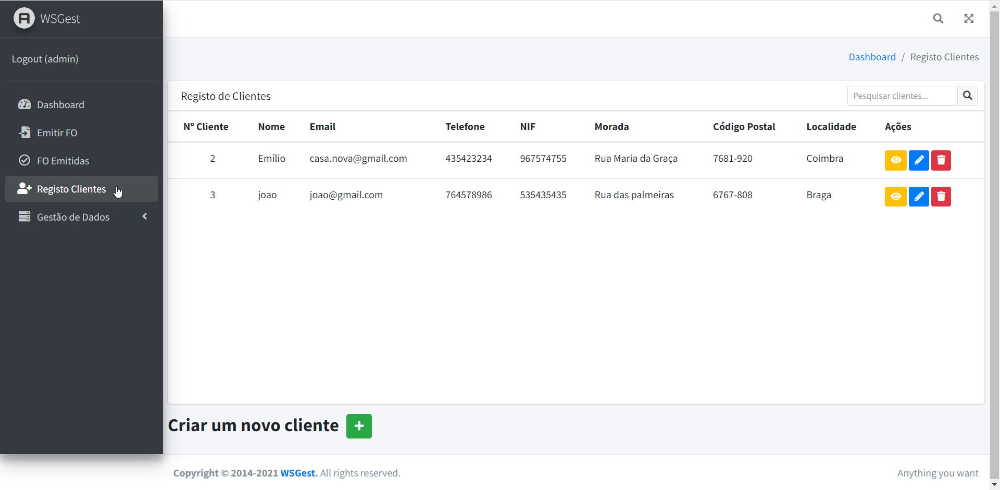 WSGest
Logout (admin)
Dashboard
Emitir FO
FO Emitidas
Registo Clientes
Gestão de Dados
Dashboard / Registo Clientes
Registo de Clientes
Pesquisar clientes...
Nº Cliente Nome Email Telefone NIF Morada Código Postal Localidade Ações
2 Emílio casa.nova@gmail.com 435423234 967574755 Rua Maria da Graça 7681-920 Coimbra
3 joao joao@gmail.com 764578986 535435435 Rua das palmeiras 6767-808 Braga
Criar um novo cliente
Copyright © 2014-2021 WSGest. All rights reserved.
Anything you want